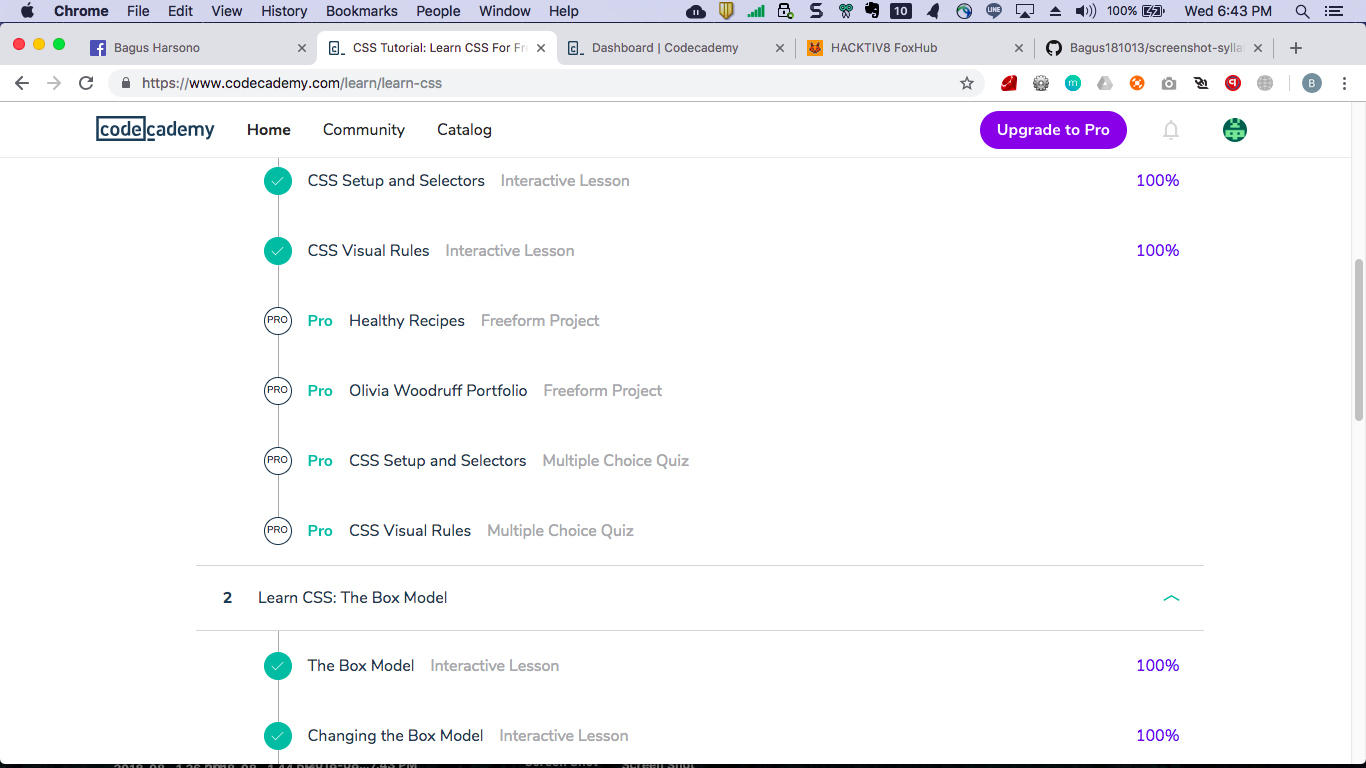 Chrome File Edit View History Bookmarks People Window Help 10 LINE 100% Wed 6:43 PM
Bagus Harsono CSS Tutorial: Learn CSS For Fr Dashboard | Codecademy HACKTIV8 FoxHub Bagus181013/screenshot-sylla
https://www.codecademy.com/learn/learn-css B
codecademy Home Community Catalog Upgrade to Pro
CSS Setup and Selectors Interactive Lesson 100%
CSS Visual Rules Interactive Lesson 100%
PRO Pro Healthy Recipes Freeform Project
PRO Pro Olivia Woodruff Portfolio Freeform Project
PRO Pro CSS Setup and Selectors Multiple Choice Quiz
PRO Pro CSS Visual Rules Multiple Choice Quiz
2 Learn CSS: The Box Model
The Box Model Interactive Lesson 100%
Changing the Box Model Interactive Lesson 100%
Screen Shot Screen Shot